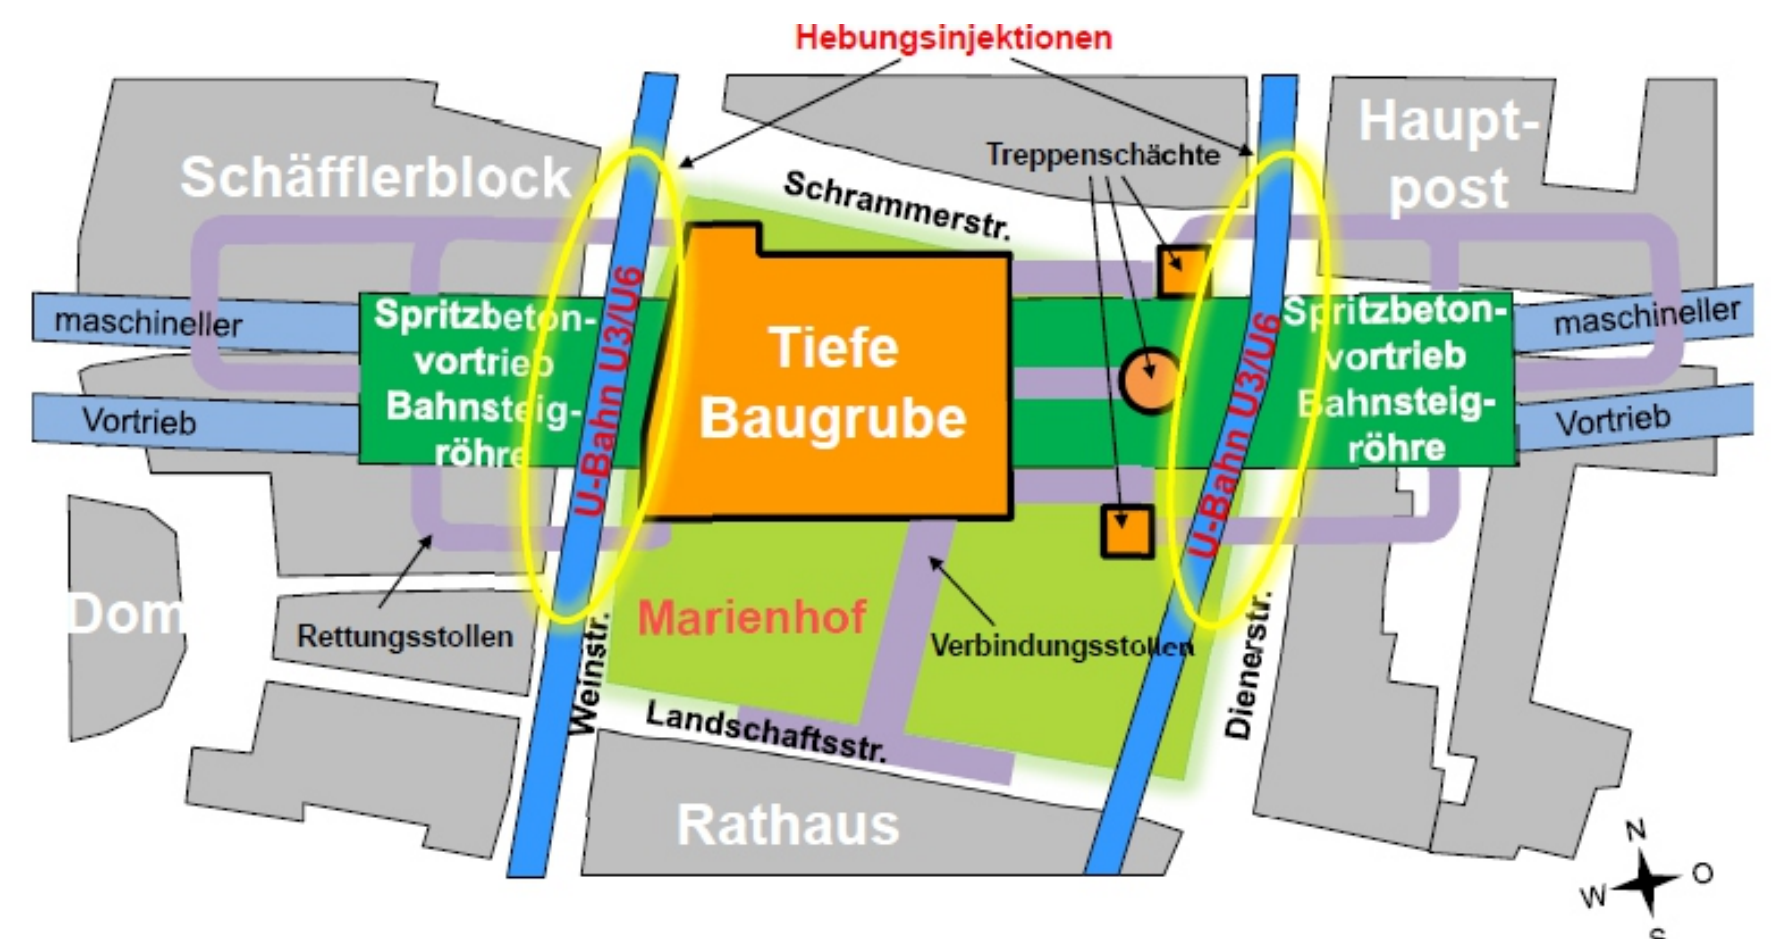 Hebungsinjektionen
Haupt-
post
Treppenschächte
Schäfflerblock
Schrammerstr.
maschineller
Vortrieb
Spritzbeton-
vortrieb
Bahnsteig-
röhre
U-Bahn U3/U6
Tiefe
Baugrube
U-Bahn U3/U6
Spritzbeton-
vortrieb
Bahnsteig-
röhre
maschineller
Vortrieb
Dom
Rettungsstollen
Weinstr.
Marienhof
Verbindungsstollen
Dienerstr.
Landschaftsstr.
Rathaus
N
W
O
S